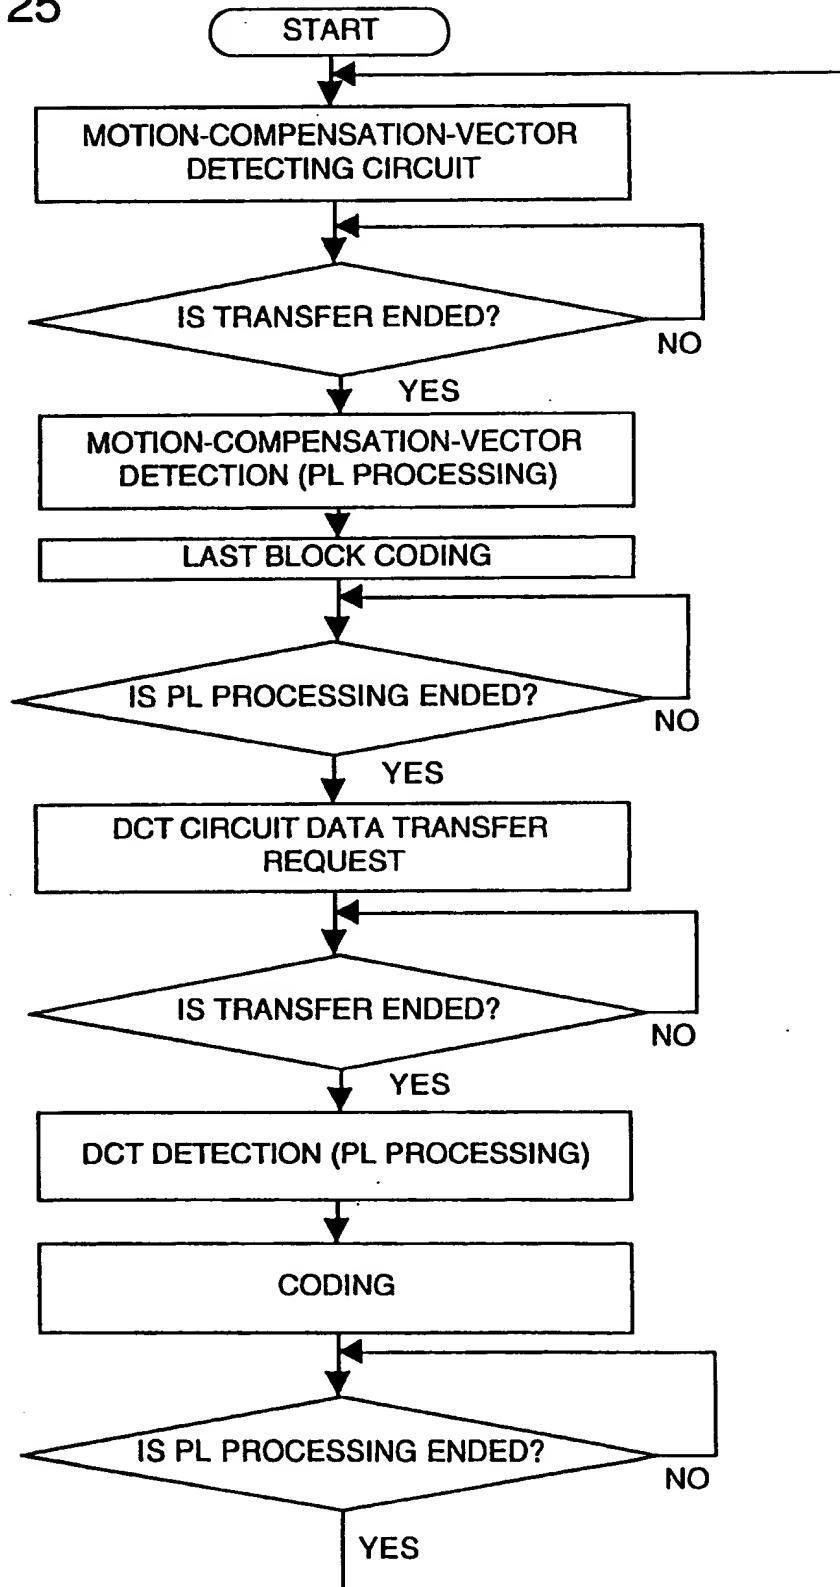 25
START
MOTION-COMPENSATION-VECTOR
DETECTING CIRCUIT
IS TRANSFER ENDED?
NO
YES
MOTION-COMPENSATION-VECTOR
DETECTION (PL PROCESSING)
LAST BLOCK CODING
IS PL PROCESSING ENDED?
NO
YES
DCT CIRCUIT DATA TRANSFER
REQUEST
IS TRANSFER ENDED?
NO
YES
DCT DETECTION (PL PROCESSING)
CODING
IS PL PROCESSING ENDED?
NO
YES